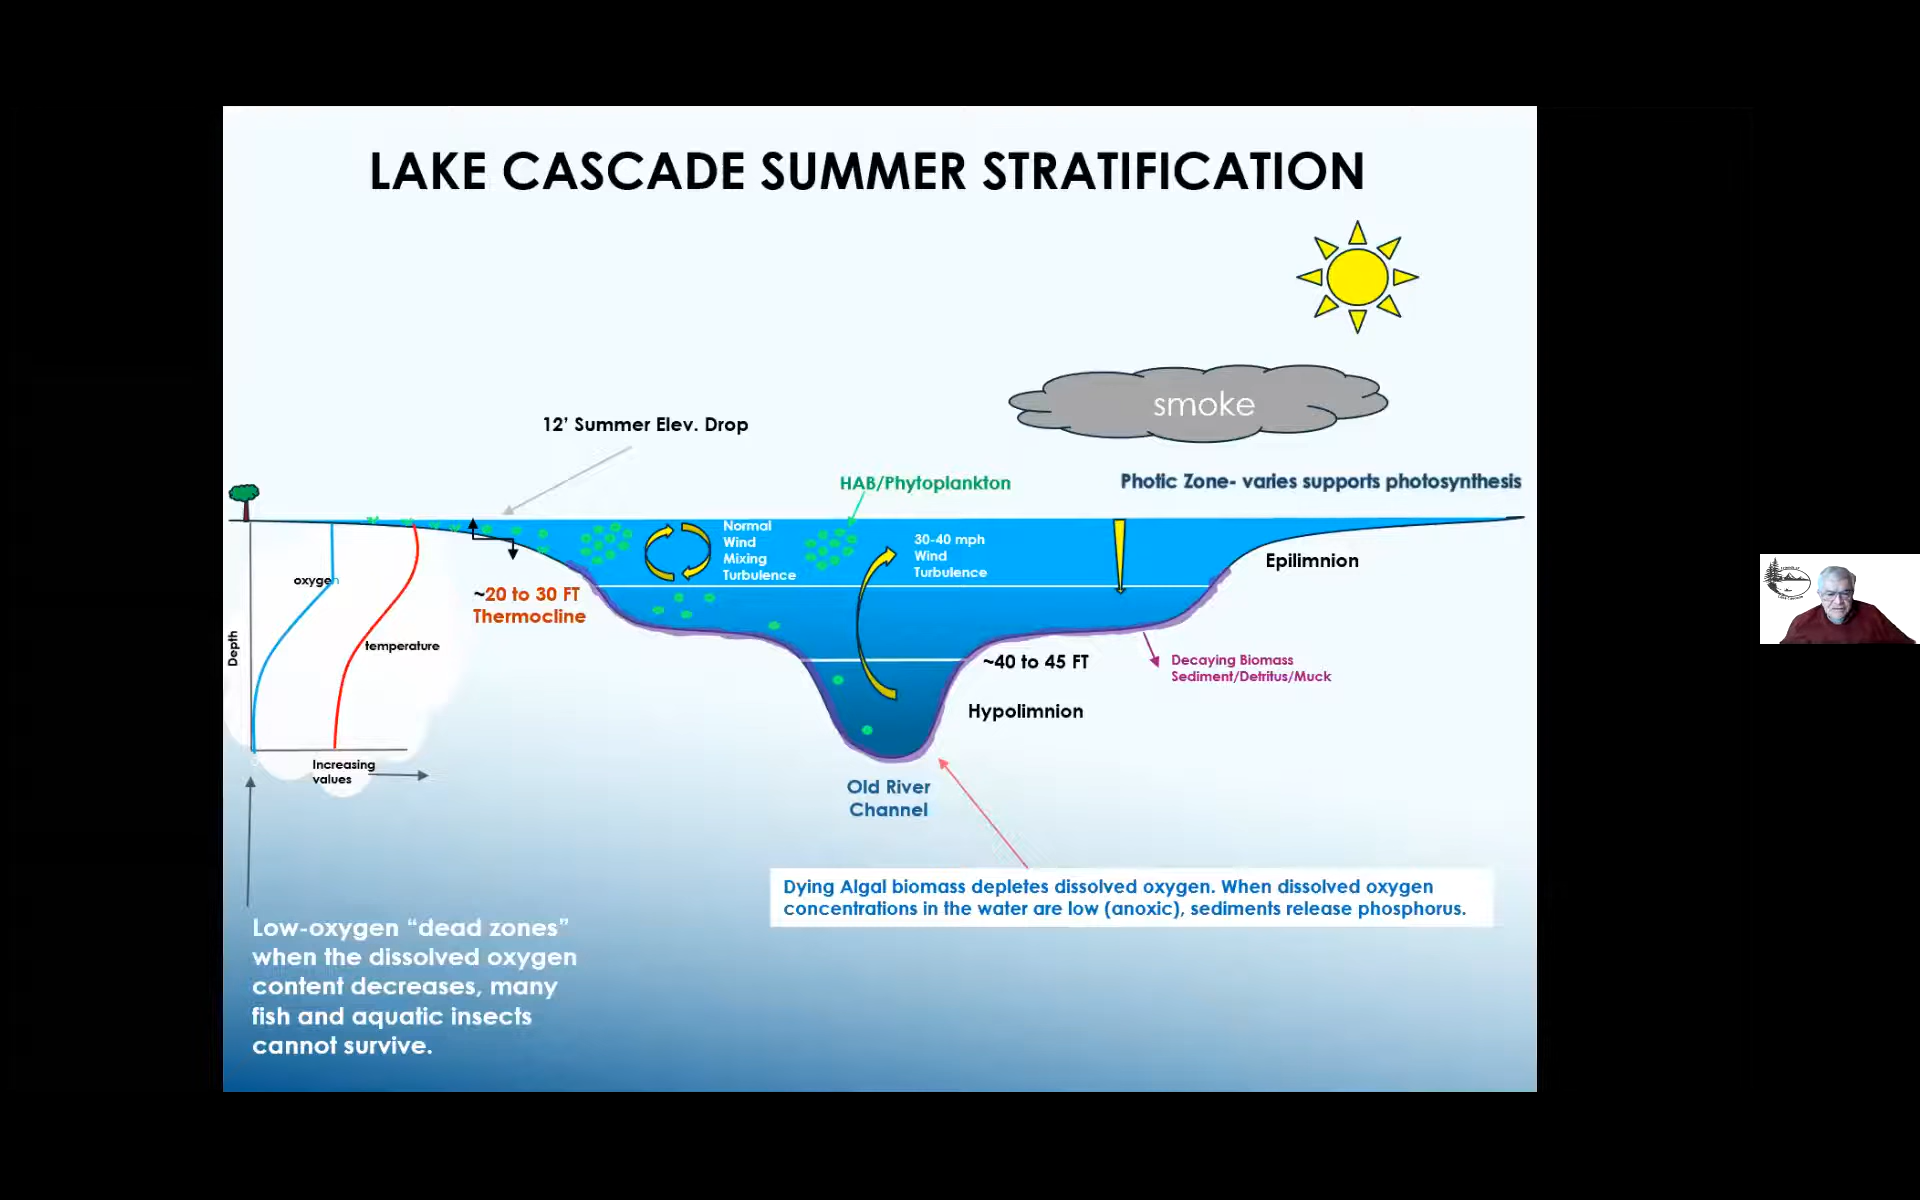 LAKE CASCADE SUMMER STRATIFICATION
smoke
12’ Summer Elev. Drop
HAB/Phytoplankton
Photic Zone- varies supports photosynthesis
Normal
Wind
Mixing
Turbulence
30-40 mph
Wind
Turbulence
Epilimnion
oxygen
~20 to 30 FT
Thermocline
Depth
temperature
~40 to 45 FT
Decaying Biomass
Sediment/Detritus/Muck
Hypolimnion
Increasing
values
Old River
Channel
Dying Algal biomass depletes dissolved oxygen. When dissolved oxygen
concentrations in the water are low (anoxic), sediments release phosphorus.
Low-oxygen “dead zones”
when the dissolved oxygen
content decreases, many
fish and aquatic insects
cannot survive.